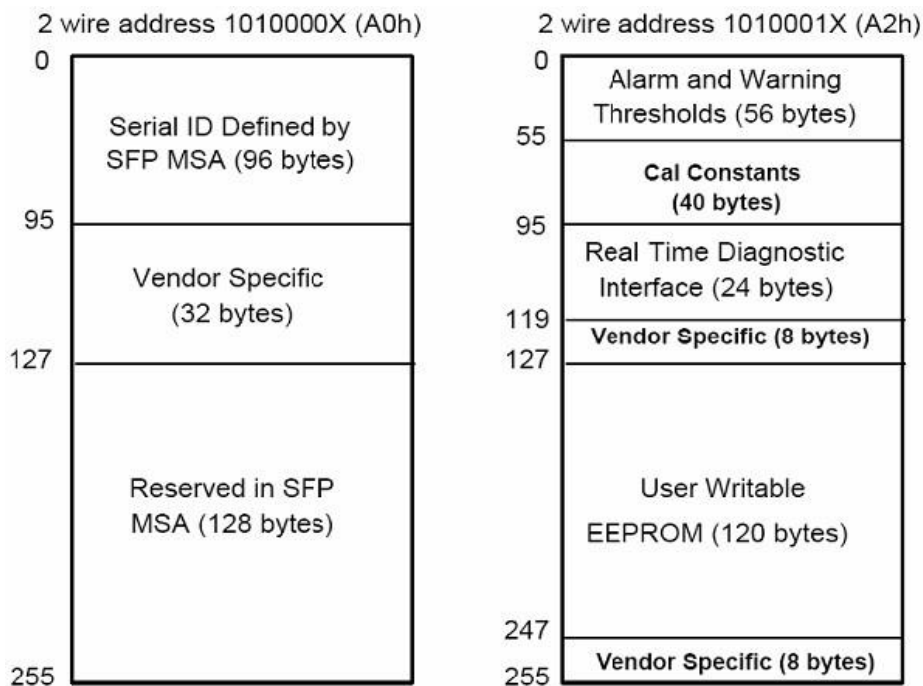 2 wire address 1010000X (A0h)
0
Serial ID Defined by
SFP MSA (96 bytes)
95
Vendor Specific
(32 bytes)
127
Reserved in SFP
MSA (128 bytes)
255
2 wire address 1010001X (A2h)
0
Alarm and Warning
Thresholds (56 bytes)
55
Cal Constants
(40 bytes)
95
Real Time Diagnostic
Interface (24 bytes)
119
Vendor Specific (8 bytes)
127
User Writable
EEPROM (120 bytes)
247
Vendor Specific (8 bytes)
255